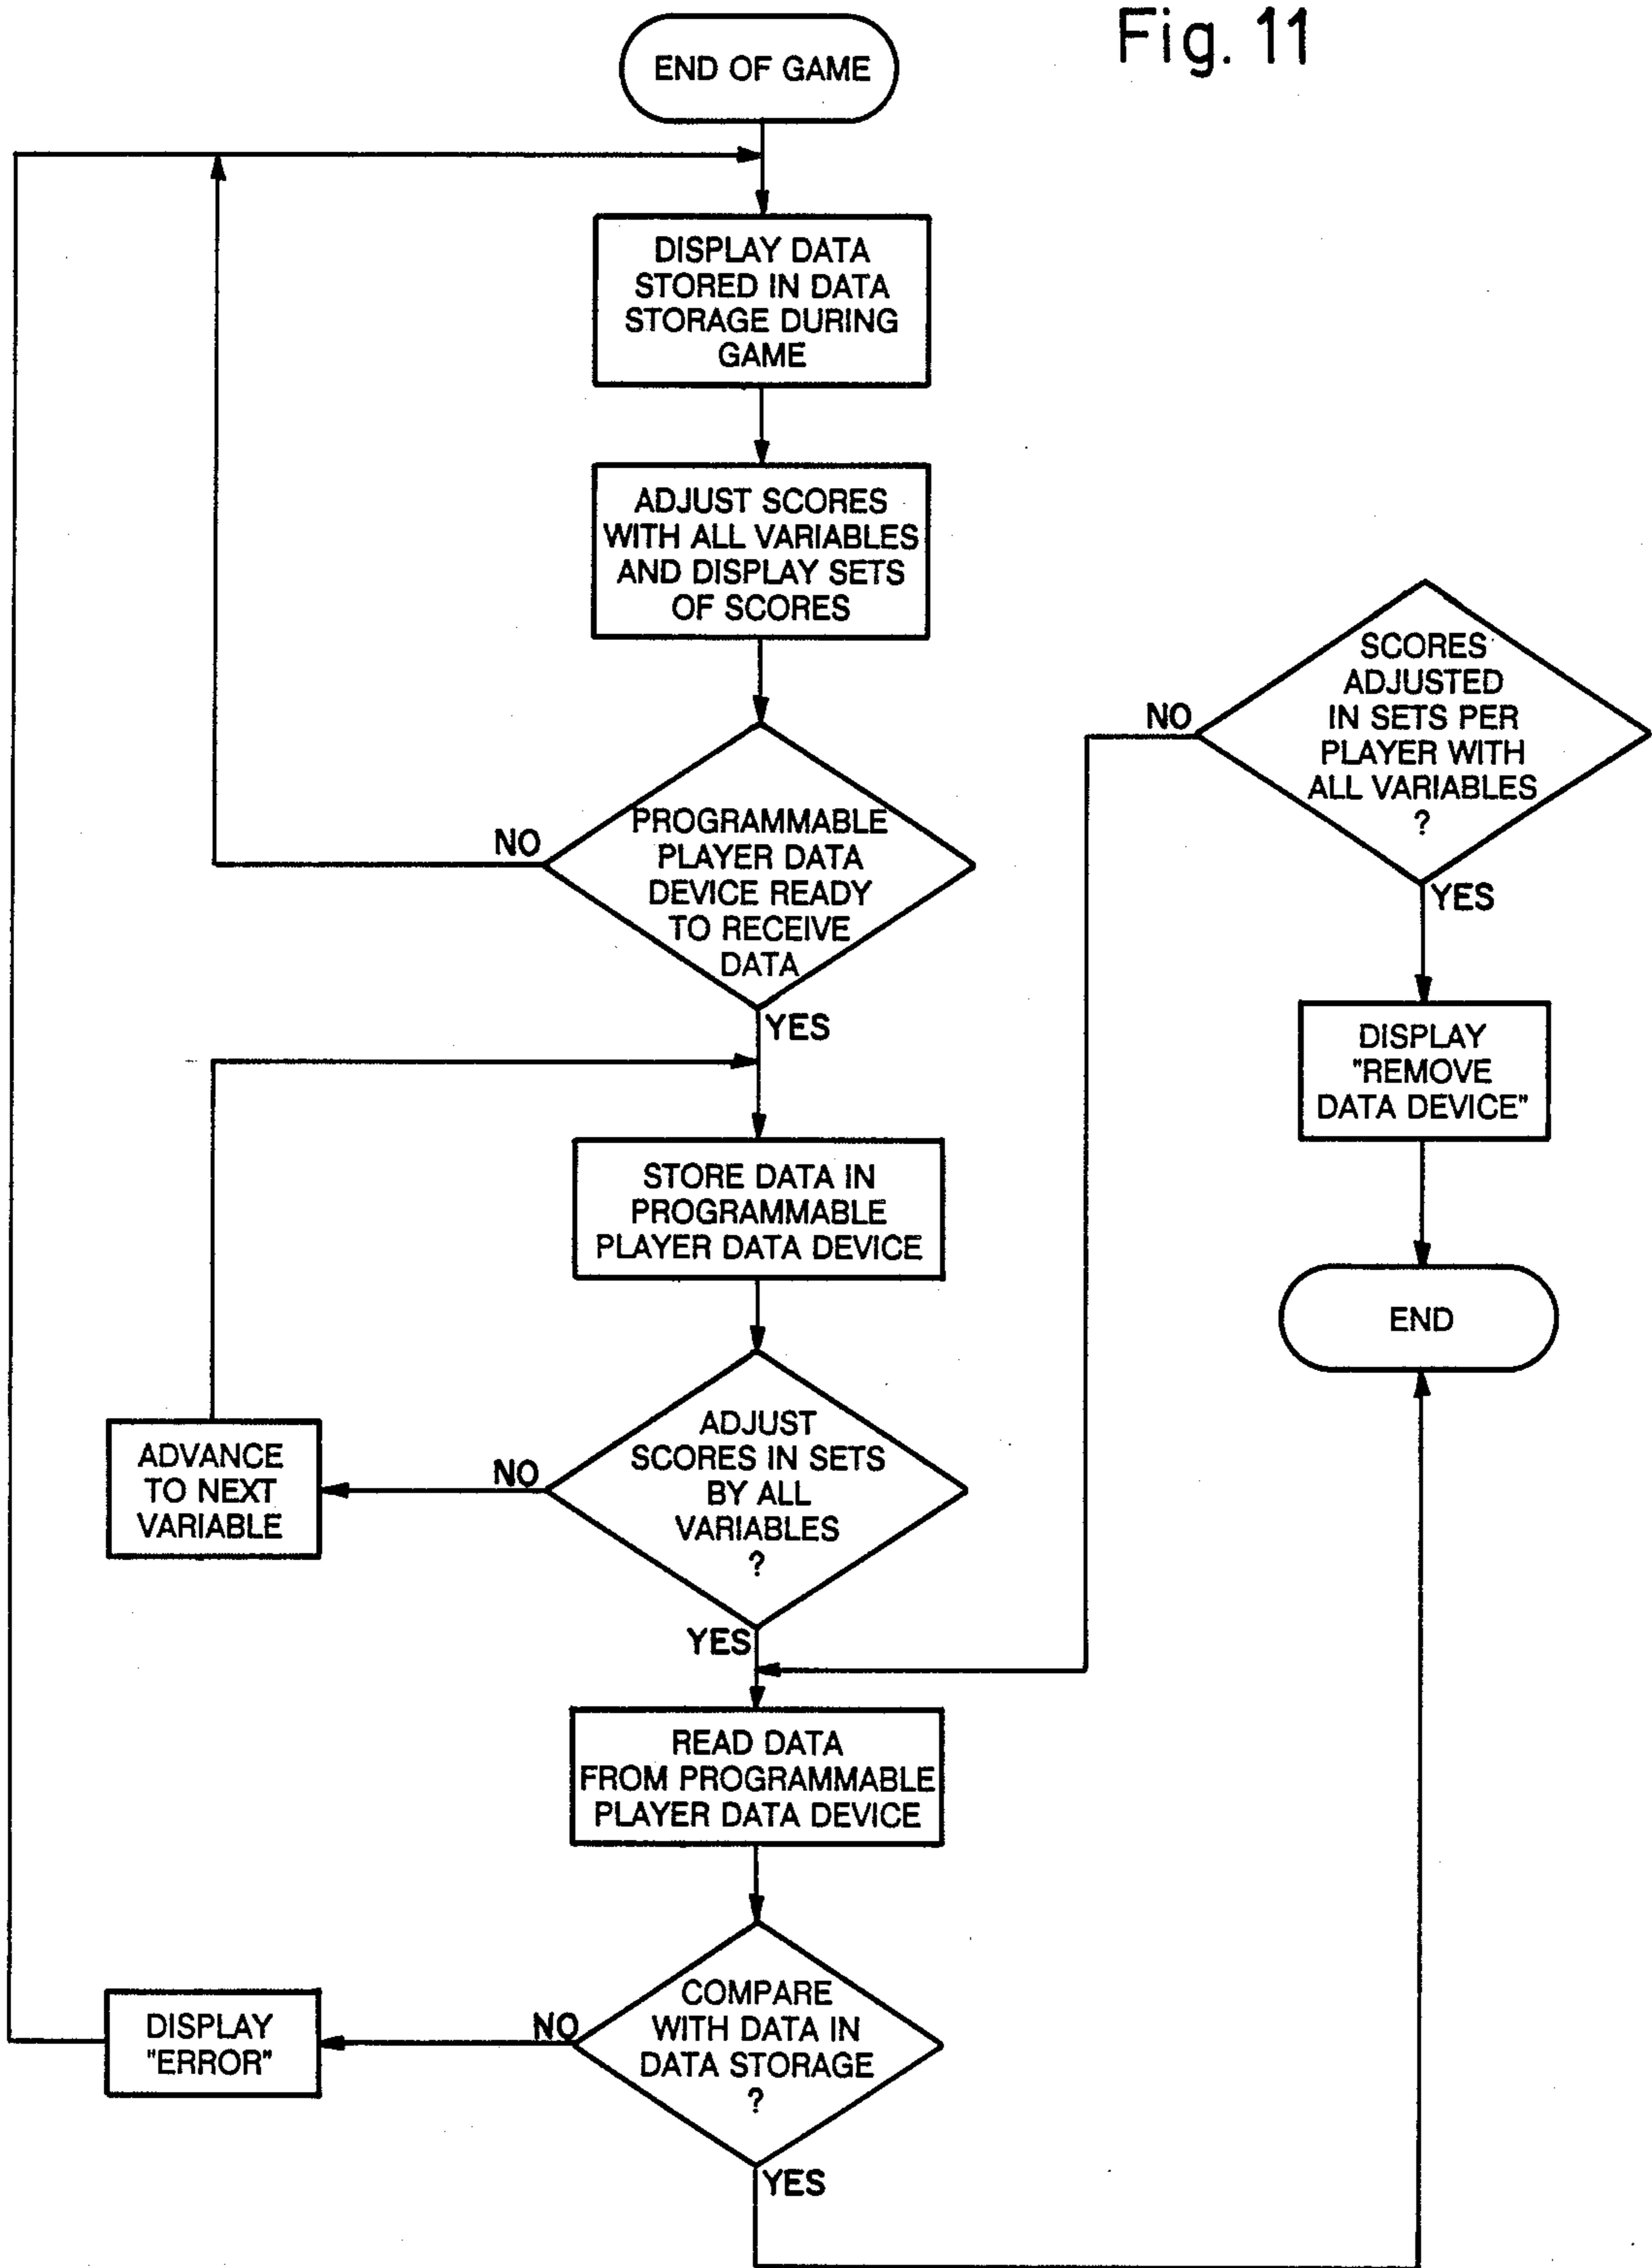 Fig. 11
END OF GAME
DISPLAY DATA
STORED IN DATA
STORAGE DURING
GAME
ADJUST SCORES
WITH ALL VARIABLES
AND DISPLAY SETS
OF SCORES
PROGRAMMABLE
PLAYER DATA
DEVICE READY
TO RECEIVE
DATA
NO
YES
STORE DATA IN
PROGRAMMABLE
PLAYER DATA DEVICE
ADJUST
SCORES IN SETS
BY ALL
VARIABLES
?
NO
ADVANCE
TO NEXT
VARIABLE
YES
READ DATA
FROM PROGRAMMABLE
PLAYER DATA DEVICE
COMPARE
WITH DATA IN
DATA STORAGE
?
NO
DISPLAY
"ERROR"
YES
SCORES
ADJUSTED
IN SETS PER
PLAYER WITH
ALL VARIABLES
?
NO
YES
DISPLAY
"REMOVE
DATA DEVICE"
END